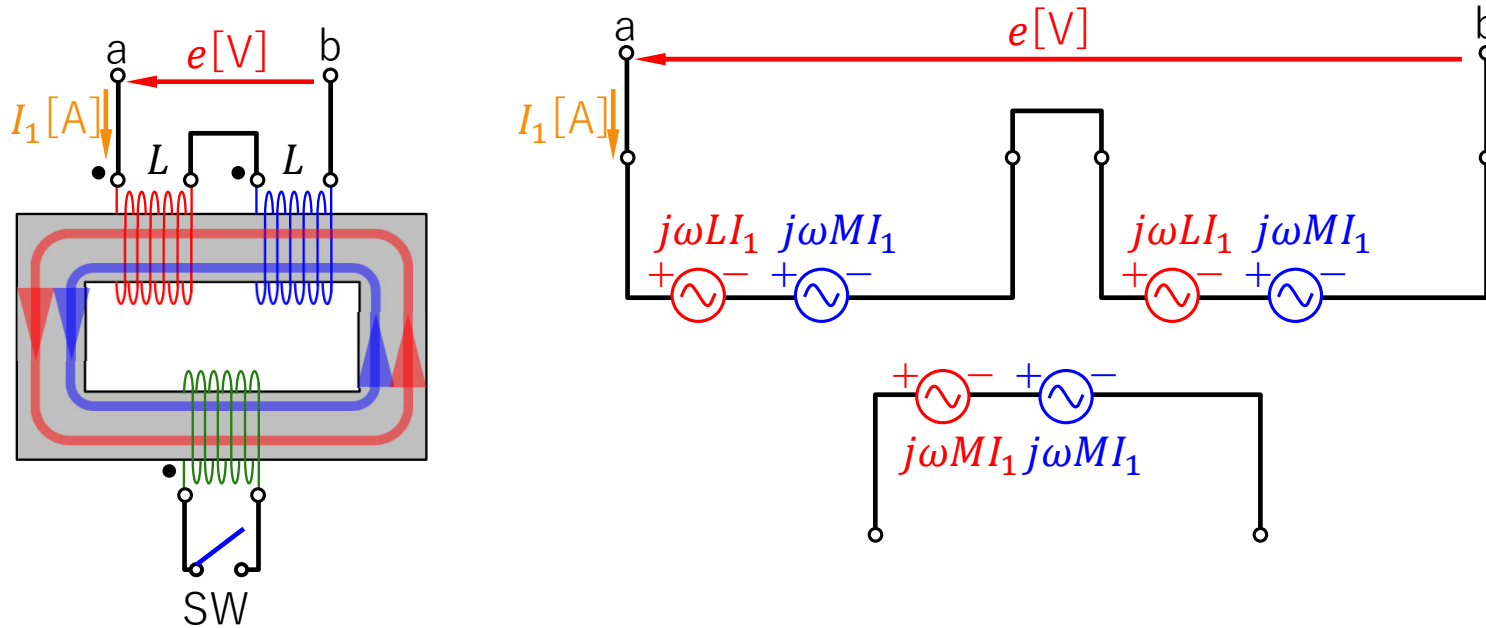 a
b
e[V]
I₁[A]
L
L
SW
a
b
e[V]
I₁[A]
jωLI₁
jωMI₁
jωLI₁
jωMI₁
+
−
+
−
+
−
+
−
+
−
+
−
jωMI₁
jωMI₁